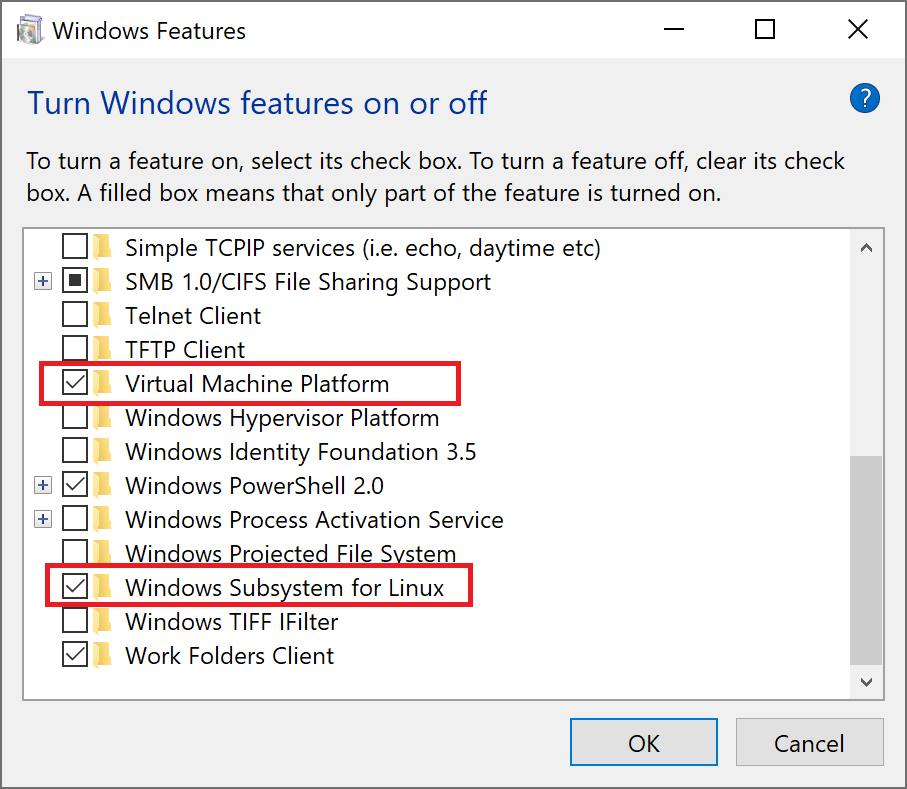 Windows Features
Turn Windows features on or off
?
To turn a feature on, select its check box. To turn a feature off, clear its check
box. A filled box means that only part of the feature is turned on.
Simple TCPIP services (i.e. echo, daytime etc)
SMB 1.0/CIFS File Sharing Support
Telnet Client
TFTP Client
Virtual Machine Platform
Windows Hypervisor Platform
Windows Identity Foundation 3.5
Windows PowerShell 2.0
Windows Process Activation Service
Windows Projected File System
Windows Subsystem for Linux
Windows TIFF IFilter
Work Folders Client
OK
Cancel